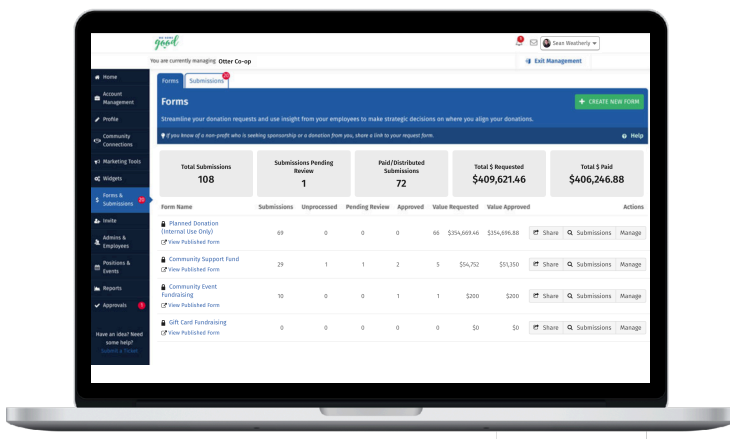 DO SOME
good
1
Sean Weatherly
You are currently managing Otter Co-op
Exit Management
Home
Account
Management
Profile
Community
Connections
Marketing Tools
Widgets
Forms &
Submissions
20
Invite
Admins &
Employees
Positions &
Events
Reports
Approvals
1
Have an idea? Need
some help?
Submit a Ticket
Forms
Submissions
20
Forms
+ CREATE NEW FORM
Streamline your donation requests and use insight from your employees to make strategic decisions on where you align your donations.
If you know of a non-profit who is seeking sponsorship or a donation from you, share a link to your request form.
Help
Total Submissions
108
Submissions Pending
Review
1
Paid/Distributed
Submissions
72
Total $ Requested
$409,621.46
Total $ Paid
$406,246.88
Form Name Submissions Unprocessed Pending Review Approved Value Requested Value Approved Actions
Planned Donation
(Internal Use Only)
View Published Form
69 0 0 0 66 $354,669.46 $354,696.88 Share Submissions Manage
Community Support Fund
View Published Form
29 1 1 2 5 $54,752 $51,350 Share Submissions Manage
Community Event
Fundraising
View Published Form
10 0 0 1 1 $200 $200 Share Submissions Manage
Gift Card Fundraising
View Published Form
0 0 0 0 0 $0 $0 Share Submissions Manage